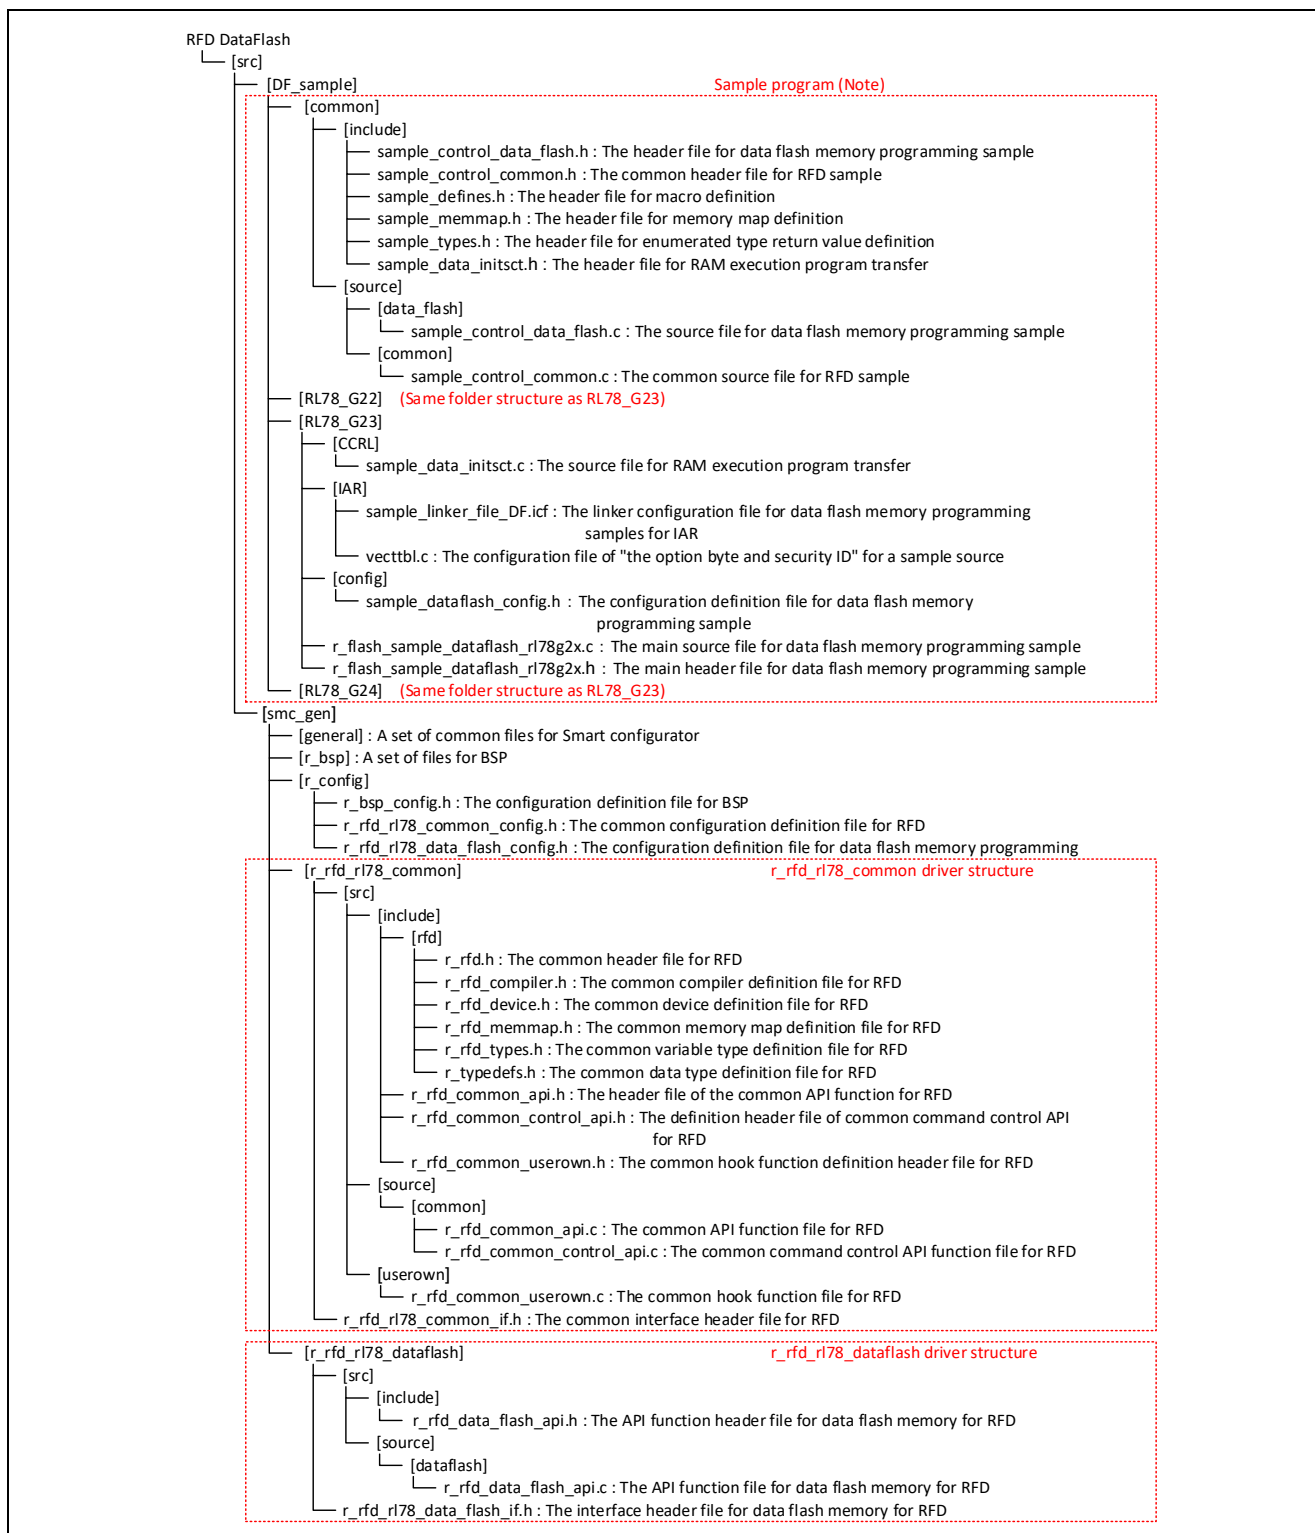 RFD DataFlash
[src]
[DF_sample] Sample program (Note)
[common]
[include]
sample_control_data_flash.h : The header file for data flash memory programming sample
sample_control_common.h : The common header file for RFD sample
sample_defines.h : The header file for macro definition
sample_memmap.h : The header file for memory map definition
sample_types.h : The header file for enumerated type return value definition
sample_data_initsct.h : The header file for RAM execution program transfer
[source]
[data_flash]
sample_control_data_flash.c : The source file for data flash memory programming sample
[common]
sample_control_common.c : The common source file for RFD sample
[RL78_G22] (Same folder structure as RL78_G23)
[RL78_G23]
[CCRL]
sample_data_initsct.c : The source file for RAM execution program transfer
[IAR]
sample_linker_file_DF.icf : The linker configuration file for data flash memory programming
samples for IAR
vecttbl.c : The configuration file of "the option byte and security ID" for a sample source
[config]
sample_dataflash_config.h : The configuration definition file for data flash memory
programming sample
r_flash_sample_dataflash_rl78g2x.c : The main source file for data flash memory programming sample
r_flash_sample_dataflash_rl78g2x.h : The main header file for data flash memory programming sample
[RL78_G24] (Same folder structure as RL78_G23)
[smc_gen]
[general] : A set of common files for Smart configurator
[r_bsp] : A set of files for BSP
[r_config]
r_bsp_config.h : The configuration definition file for BSP
r_rfd_rl78_common_config.h : The common configuration definition file for RFD
r_rfd_rl78_data_flash_config.h : The configuration definition file for data flash memory programming
[r_rfd_rl78_common] r_rfd_rl78_common driver structure
[src]
[include]
[rfd]
r_rfd.h : The common header file for RFD
r_rfd_compiler.h : The common compiler definition file for RFD
r_rfd_device.h : The common device definition file for RFD
r_rfd_memmap.h : The common memory map definition file for RFD
r_rfd_types.h : The common variable type definition file for RFD
r_typedefs.h : The common data type definition file for RFD
r_rfd_common_api.h : The header file of the common API function for RFD
r_rfd_common_control_api.h : The definition header file of common command control API
for RFD
r_rfd_common_userown.h : The common hook function definition header file for RFD
[source]
[common]
r_rfd_common_api.c : The common API function file for RFD
r_rfd_common_control_api.c : The common command control API function file for RFD
[userown]
r_rfd_common_userown.c : The common hook function file for RFD
r_rfd_rl78_common_if.h : The common interface header file for RFD
[r_rfd_rl78_dataflash] r_rfd_rl78_dataflash driver structure
[src]
[include]
r_rfd_data_flash_api.h : The API function header file for data flash memory for RFD
[source]
[dataflash]
r_rfd_data_flash_api.c : The API function file for data flash memory for RFD
r_rfd_rl78_data_flash_if.h : The interface header file for data flash memory for RFD